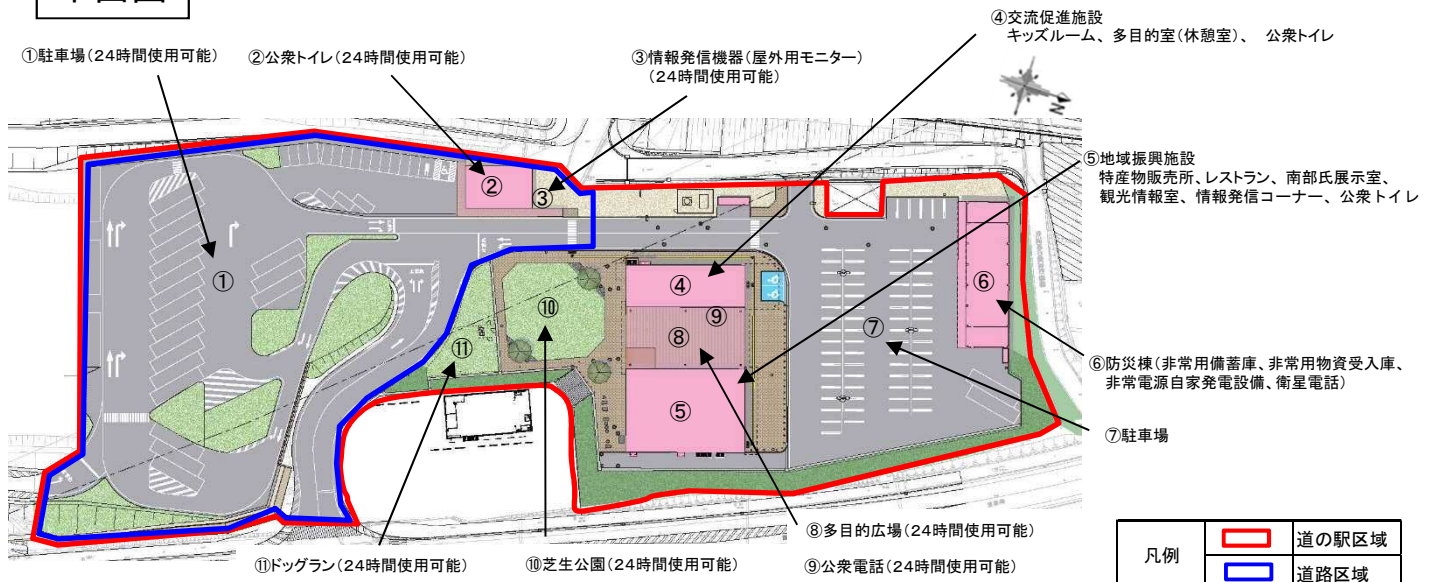 ①駐車場(24時間使用可能)
②公衆トイレ(24時間使用可能)
③情報発信機器(屋外用モニター)
(24時間使用可能)
④交流促進施設
キッズルーム、多目的室(休憩室)、 公衆トイレ
N
⑤地域振興施設
特産物販売所、レストラン、南部氏展示室、
観光情報室、情報発信コーナー、公衆トイレ
②
③
①
④
⑨
⑥
⑩
⑧
⑦
⑪
⑤
⑥防災棟(非常用備蓄庫、非常用物資受入庫、
非常電源自家発電設備、衛星電話)
⑦駐車場
⑧多目的広場(24時間使用可能)
⑪ドッグラン(24時間使用可能)
⑩芝生公園(24時間使用可能)
⑨公衆電話(24時間使用可能)
凡例
道の駅区域
道路区域